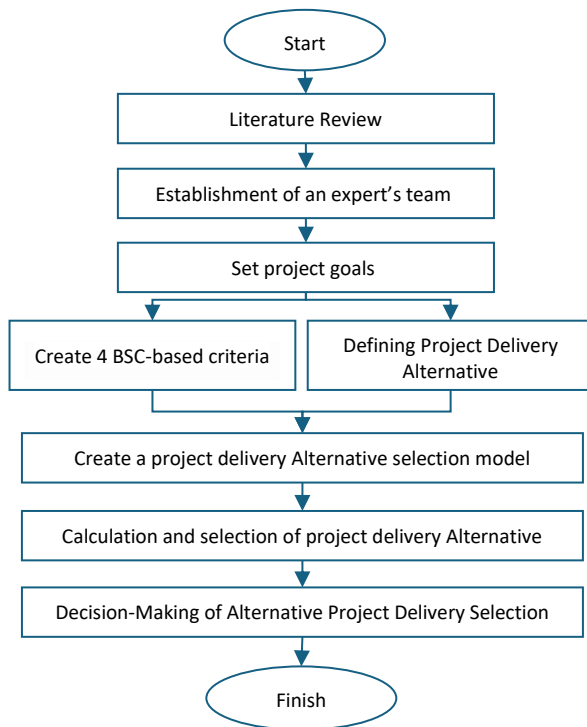 Start
Literature Review
Establishment of an expert’s team
Set project goals
Create 4 BSC-based criteria
Defining Project Delivery
Alternative
Create a project delivery Alternative selection model
Calculation and selection of project delivery Alternative
Decision-Making of Alternative Project Delivery Selection
Finish